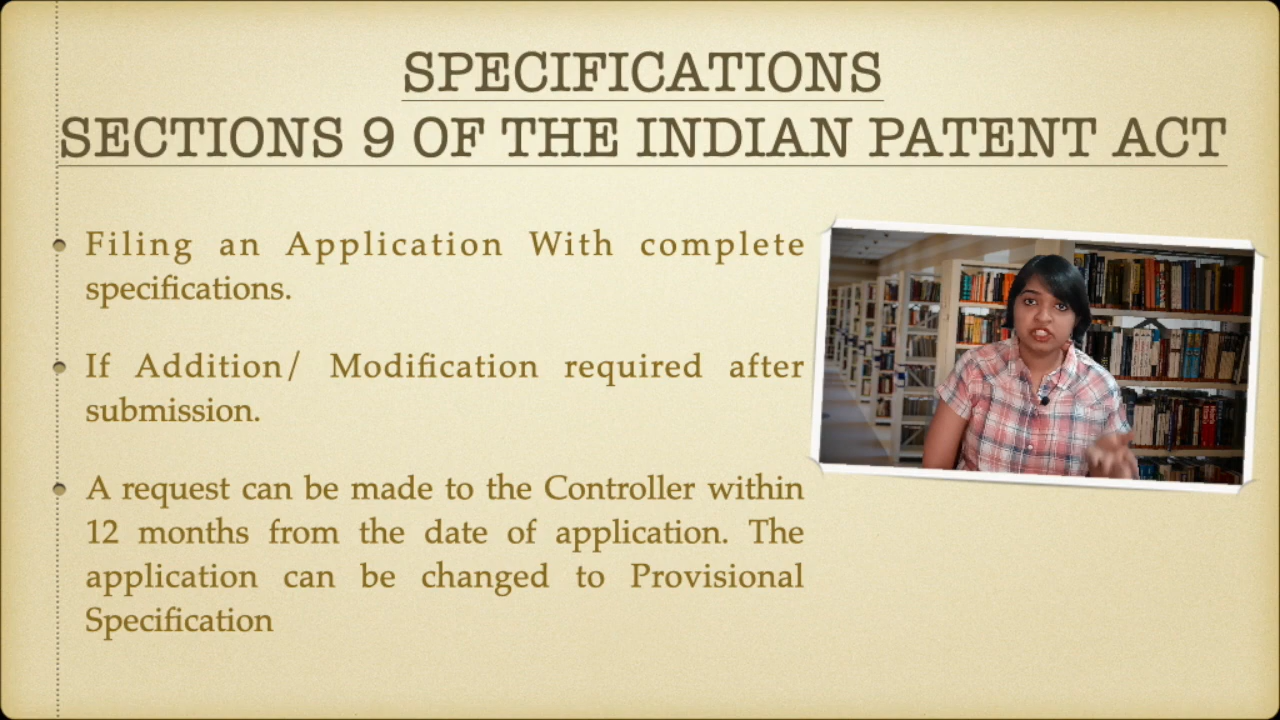 SPECIFICATIONS
SECTIONS 9 OF THE INDIAN PATENT ACT
Filing an Application With complete
specifications.
If Addition/ Modification required after
submission.
A request can be made to the Controller within
12 months from the date of application. The
application can be changed to Provisional
Specification